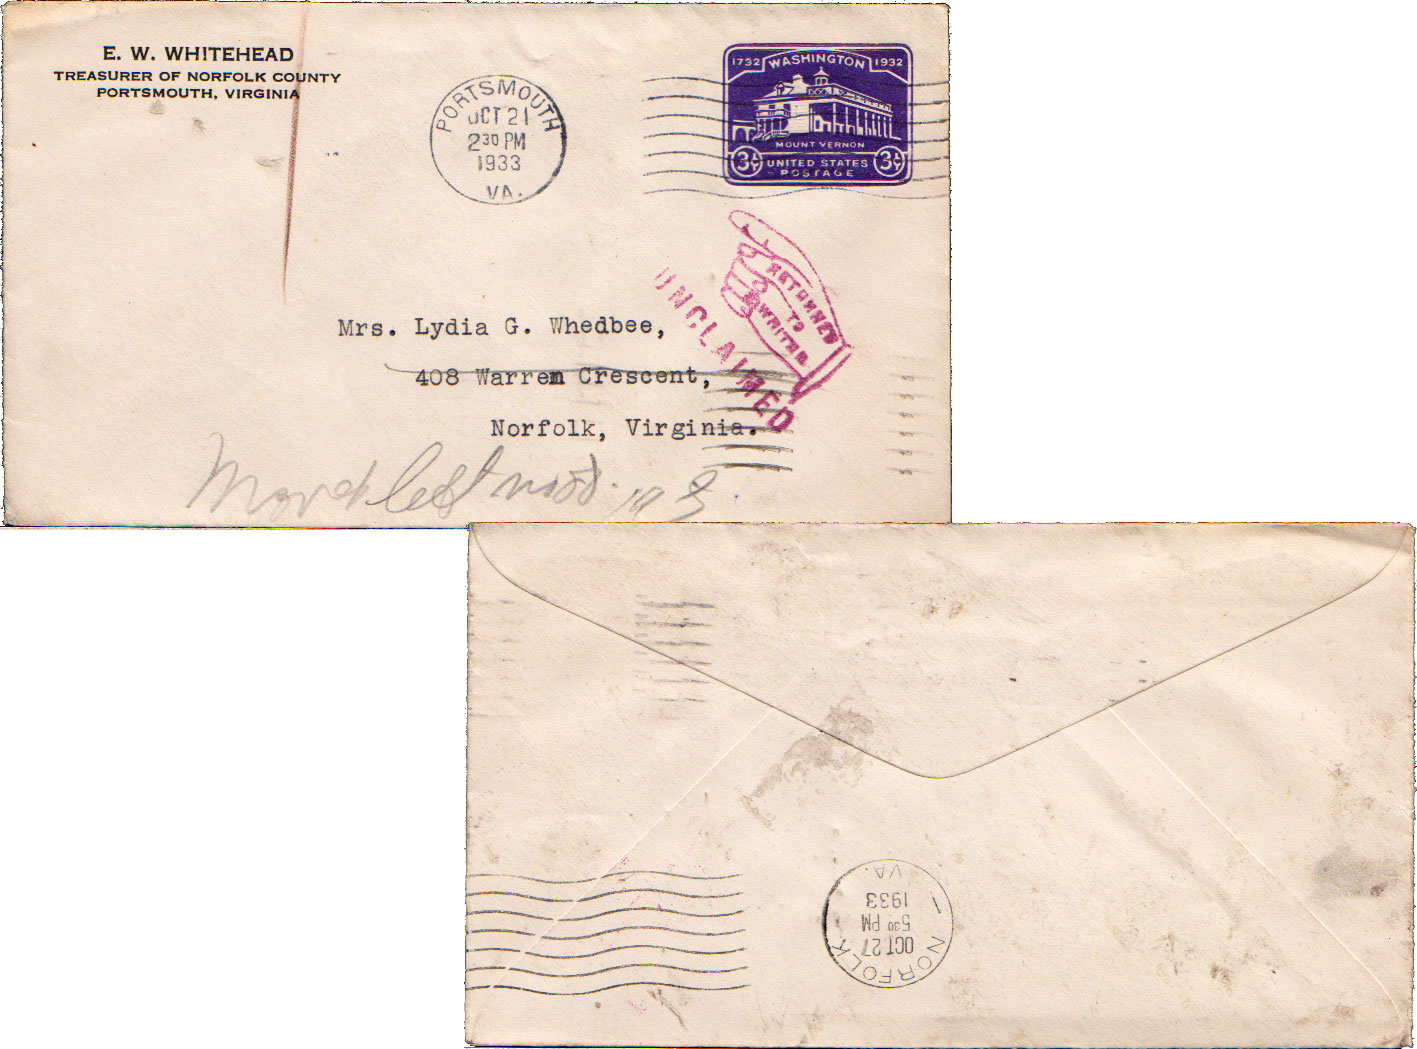 E. W. WHITEHEAD
TREASURER OF NORFOLK COUNTY
PORTSMOUTH, VIRGINIA
PORTSMOUTH
OCT 21
2 30 PM
1933
VA.
1732 WASHINGTON 1932
MOUNT VERNON
3¢ UNITED STATES 3¢
POSTAGE
RETURNED
TO
WRITER
UNCLAIMED
Mrs. Lydia G. Whedbee,
408 Warren Crescent,
Norfolk, Virginia.
NORFOLK
OCT 27
5 30 PM
1933
VA.